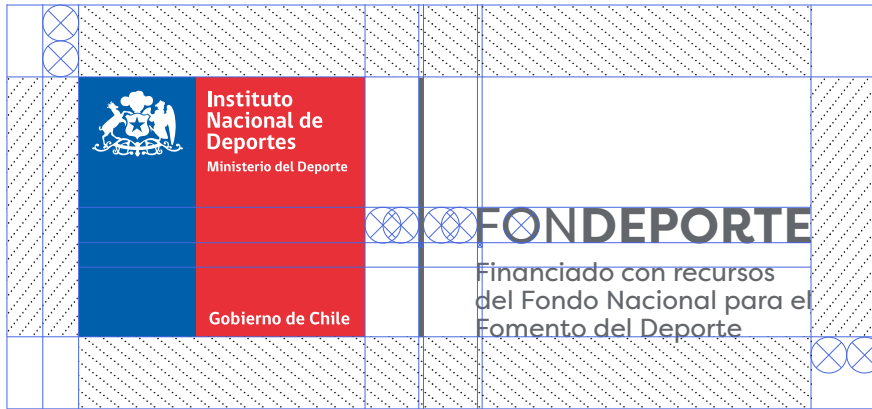 Instituto
Nacional de
Deportes
Ministerio del Deporte
Gobierno de Chile
FONDEPORTE
Financiado con recursos
del Fondo Nacional para el
Fomento del Deporte